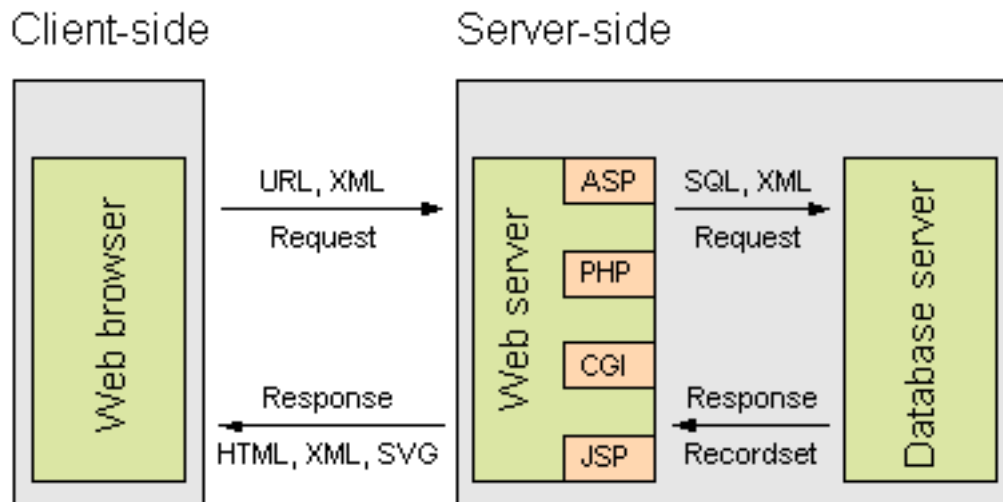 Client-side
Server-side
Web browser
URL, XML
Request
Response
HTML, XML, SVG
Web server
ASP
PHP
CGI
JSP
SQL, XML
Request
Response
Recordset
Database server